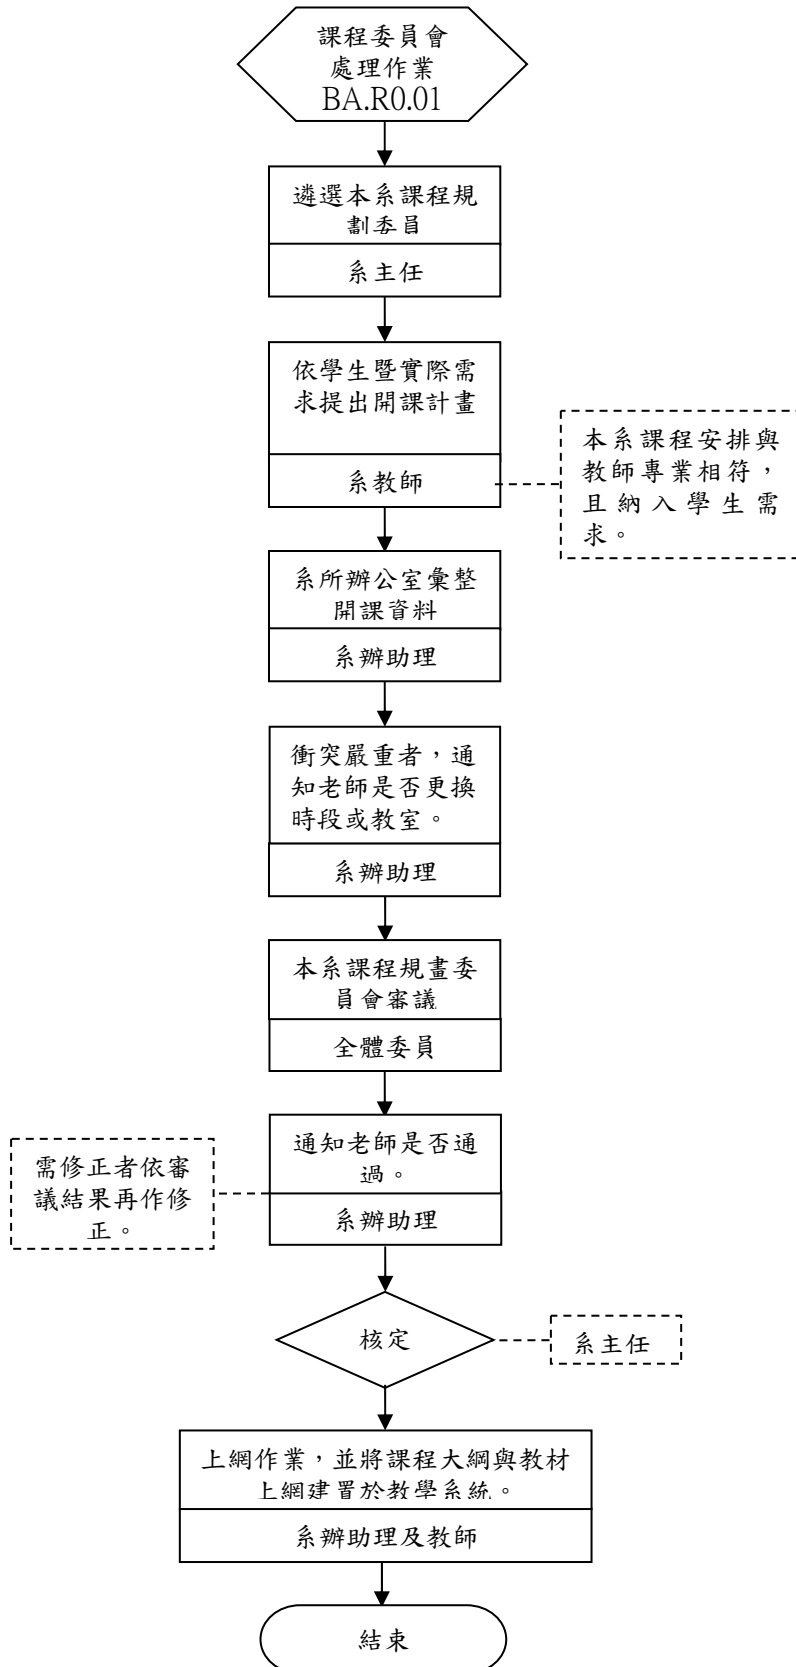 課程委員會
處理作業
BA.R0.01
遴選本系課程規
劃委員
系主任
依學生暨實際需
求提出開課計畫
系教師
本系課程安排與
教師專業相符，
且納入學生需
求。
系所辦公室彙整
開課資料
系辦助理
衝突嚴重者，通
知老師是否更換
時段或教室。
系辦助理
本系課程規畫委
員會審議
全體委員
通知老師是否通
過。
系辦助理
需修正者依審
議結果再作修
正。
核定
系主任
上網作業，並將課程大綱與教材
上網建置於教學系統。
系辦助理及教師
結束